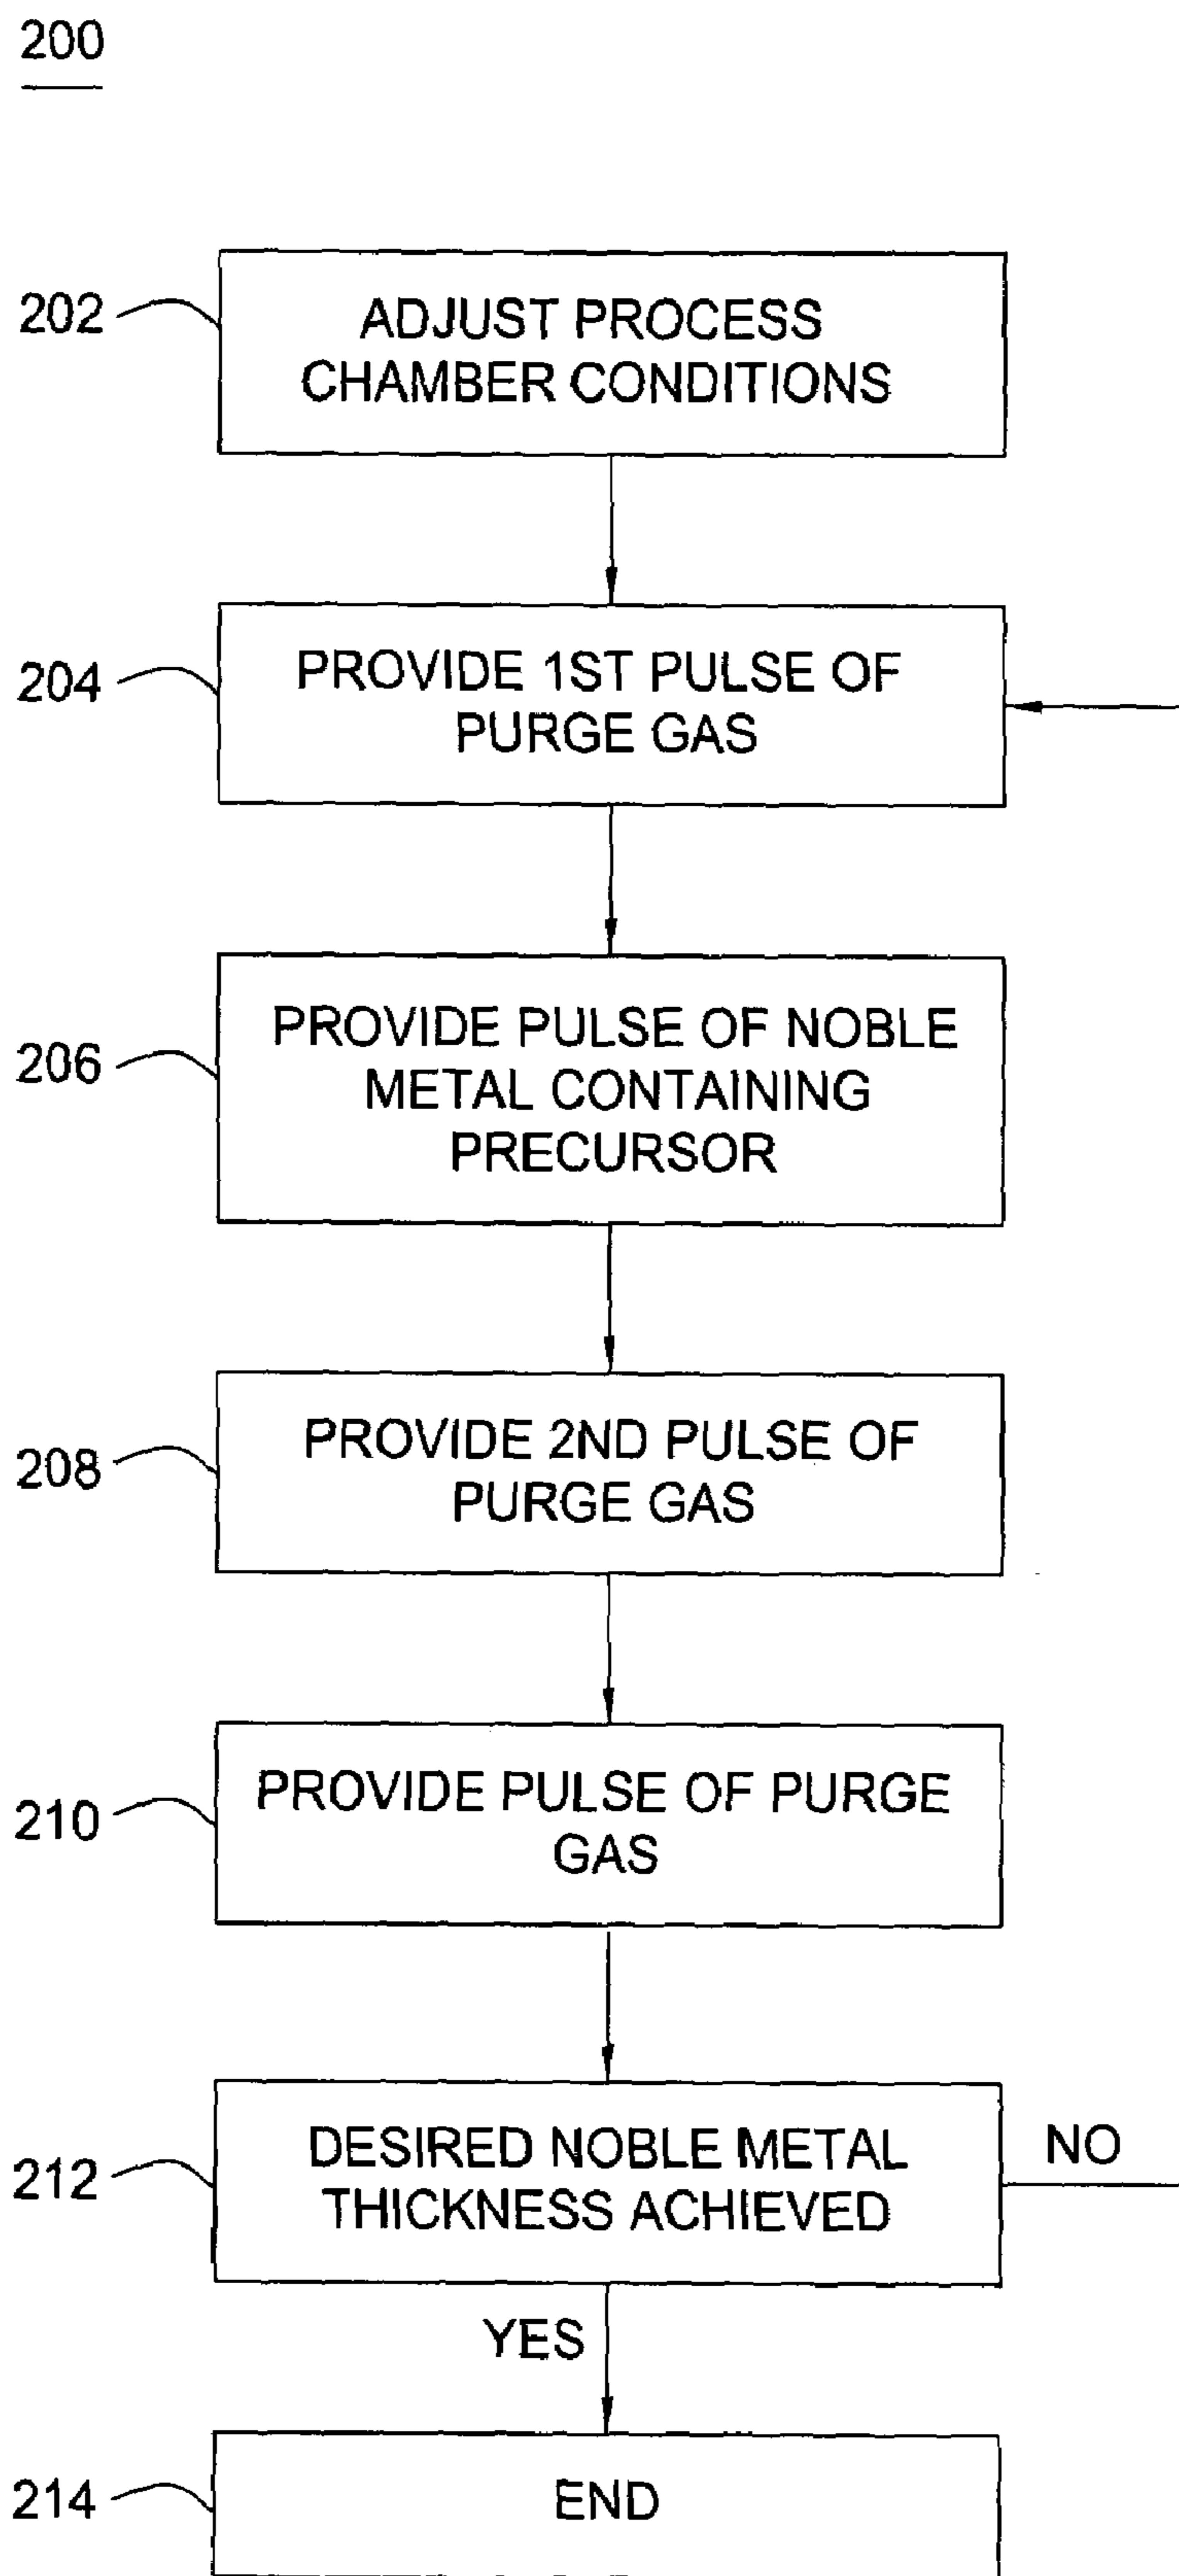 200
202
ADJUST PROCESS
CHAMBER CONDITIONS
204
PROVIDE 1ST PULSE OF
PURGE GAS
206
PROVIDE PULSE OF NOBLE
METAL CONTAINING
PRECURSOR
208
PROVIDE 2ND PULSE OF
PURGE GAS
210
PROVIDE PULSE OF PURGE
GAS
212
DESIRED NOBLE METAL
THICKNESS ACHIEVED
NO
YES
214
END